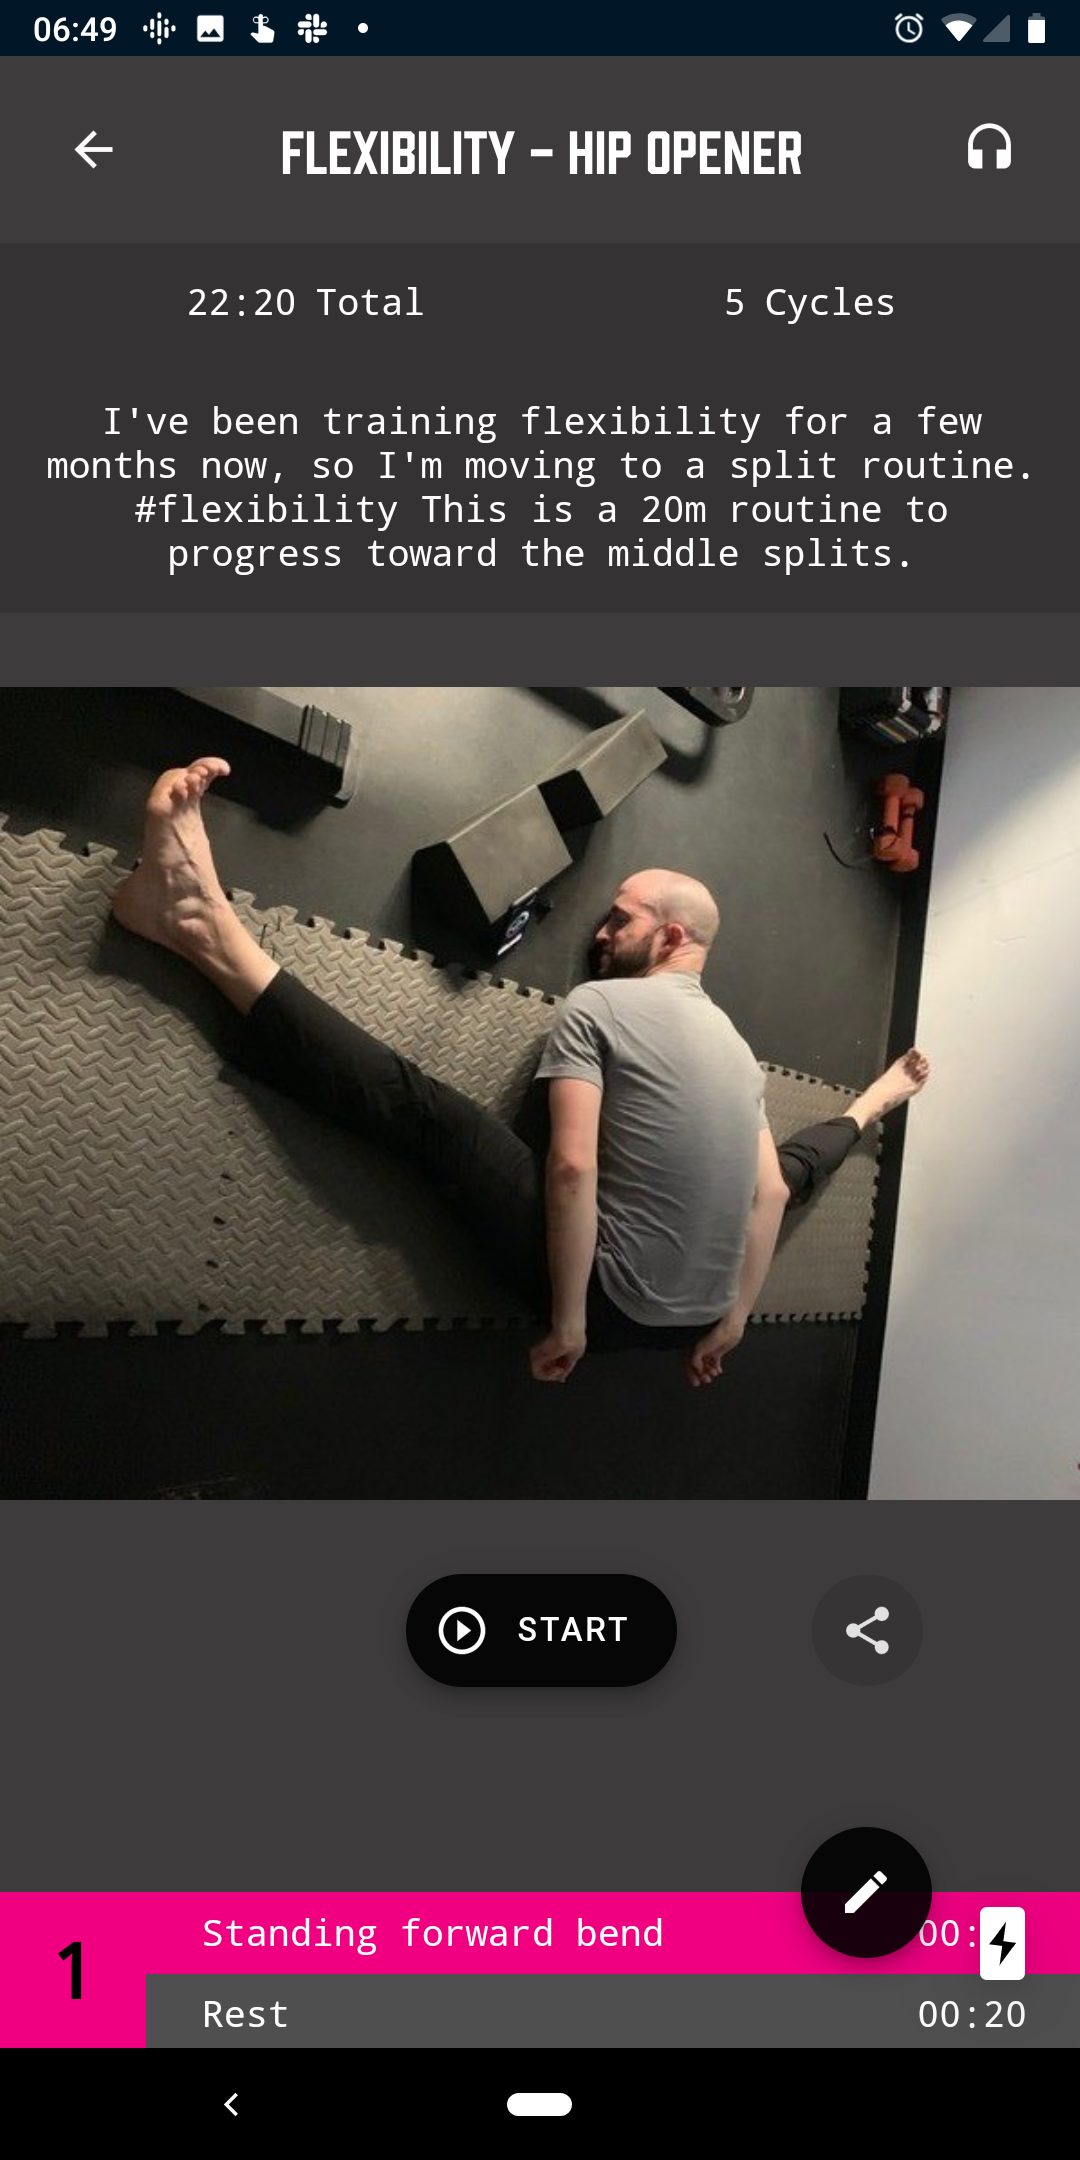 06:49
FLEXIBILITY - HIP OPENER
22:20 Total
5 Cycles
I've been training flexibility for a few
months now, so I'm moving to a split routine.
#flexibility This is a 20m routine to
progress toward the middle splits.
START
1
Standing forward bend
00:
Rest
00:20